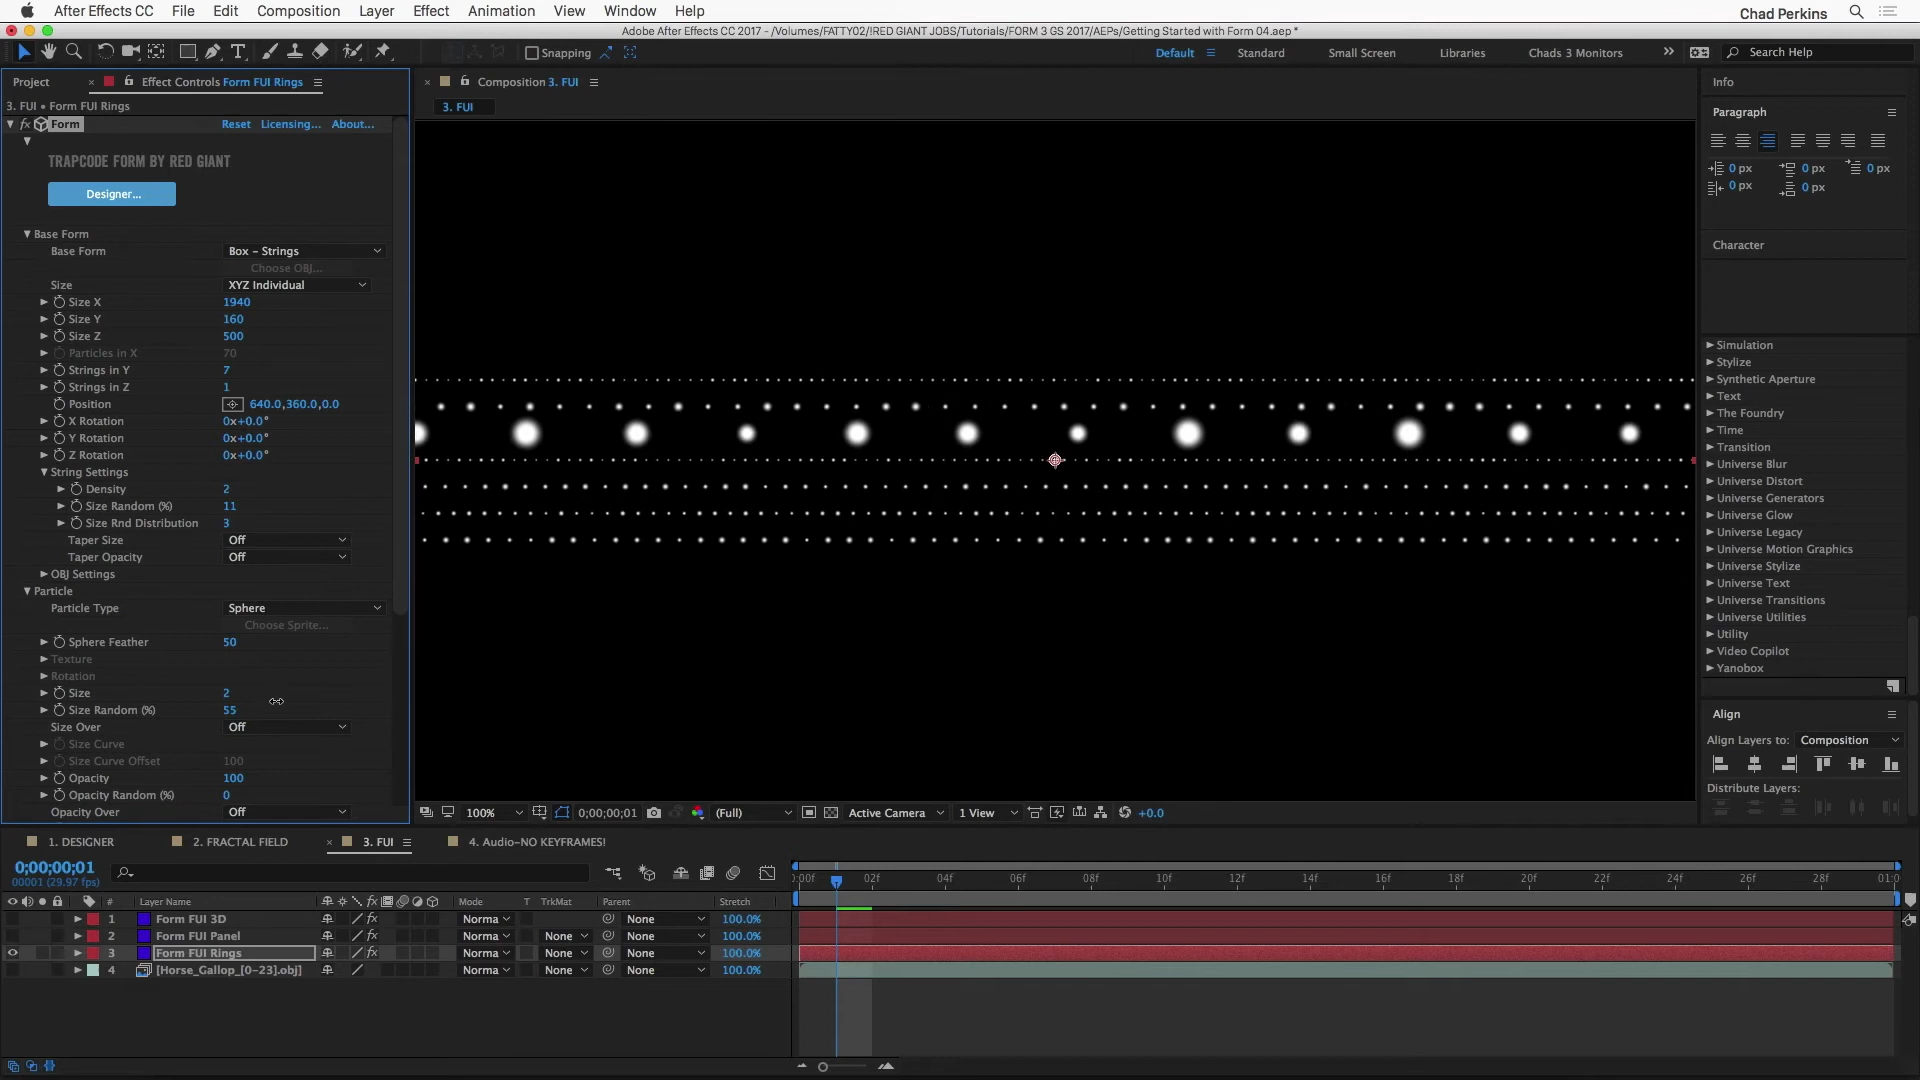 After Effects CC File Edit Composition Layer Effect Animation View Window Help
Chad Perkins
Adobe After Effects CC 2017 - /Volumes/FATTY02/!RED GIANT JOBS/Tutorials/FORM 3 GS 2017/AEPs/Getting Started with Form 04.aep *
Snapping
Default
Standard
Small Screen
Libraries
Chads 3 Monitors
Search Help
Project
Effect Controls Form FUI Rings
3. FUI • Form FUI Rings
fx Form
Reset Licensing... About...
TRAPCODE FORM BY RED GIANT
Designer...
Base Form
Base Form Box – Strings
Choose OBJ...
Size XYZ Individual
Size X 1940
Size Y 160
Size Z 500
Particles in X 70
Strings in Y 7
Strings in Z 1
Position 640.0,360.0,0.0
X Rotation 0x+0.0°
Y Rotation 0x+0.0°
Z Rotation 0x+0.0°
String Settings
Density 2
Size Random (%) 11
Size Rnd Distribution 3
Taper Size Off
Taper Opacity Off
OBJ Settings
Particle
Particle Type Sphere
Choose Sprite...
Sphere Feather 50
Texture
Rotation
Size 2
Size Random (%) 55
Size Over Off
Size Curve
Size Curve Offset 100
Opacity 100
Opacity Random (%) 0
Opacity Over Off
Composition 3. FUI
3. FUI
100%
0;00;00;01
(Full)
Active Camera
1 View
+0.0
Info
Paragraph
0 px 0 px 0 px
0 px 0 px
Character
Simulation
Stylize
Synthetic Aperture
Text
The Foundry
Time
Transition
Universe Blur
Universe Distort
Universe Generators
Universe Glow
Universe Legacy
Universe Motion Graphics
Universe Stylize
Universe Text
Universe Transitions
Universe Utilities
Utility
Video Copilot
Yanobox
Align
Align Layers to: Composition
Distribute Layers:
1. DESIGNER
2. FRACTAL FIELD
3. FUI
4. Audio-NO KEYFRAMES!
0;00;00;01
00001 (29.97 fps)
# Layer Name fx Mode T TrkMat Parent Stretch
:00f 02f 04f 06f 08f 10f 12f 14f 16f 18f 20f 22f 24f 26f 28f 01:0
1 Form FUI 3D fx Norma None 100.0%
2 Form FUI Panel fx Norma None None 100.0%
3 Form FUI Rings fx Norma None None 100.0%
4 [Horse_Gallop_[0-23].obj] Norma None None 100.0%